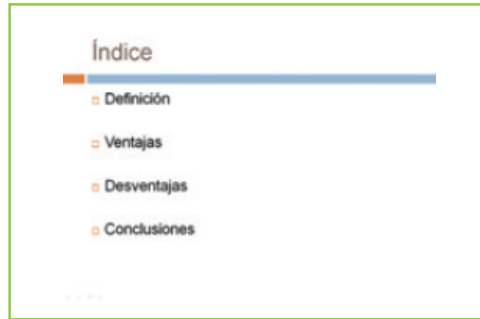 Índice
Definición
Ventajas
Desventajas
Conclusiones